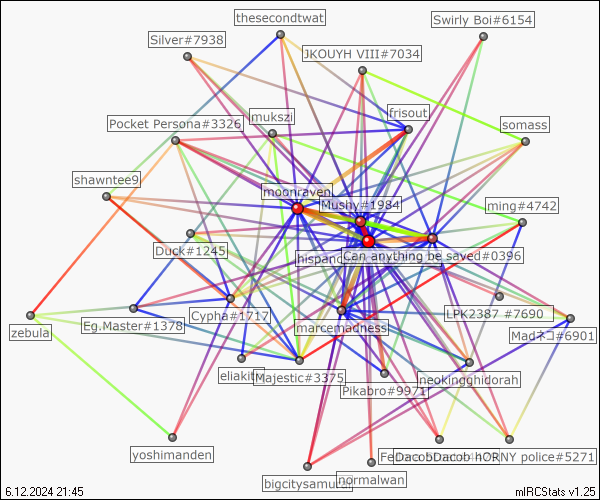 thesecondtwat
Swirly Boi#6154
Silver#7938
JKOUYH VIII#7034
frisout
mukszi
Pocket Persona#3326
somass
shawntee9
moonraven
Mushy#1984
ming#4742
Duck#1245
Can anything be saved#0396
Cypha#1717
LPK2387 #7690
Eg.Master#1378
marcemadness
zebula
Madネコ#6901
eliakit
Majestic#3375
neokingghidorah
Pikabro#9971
yoshimanden
HORNY police#5271
bigcitysamurai
normalwan
6.12.2024 21:45
mIRCStats v1.25